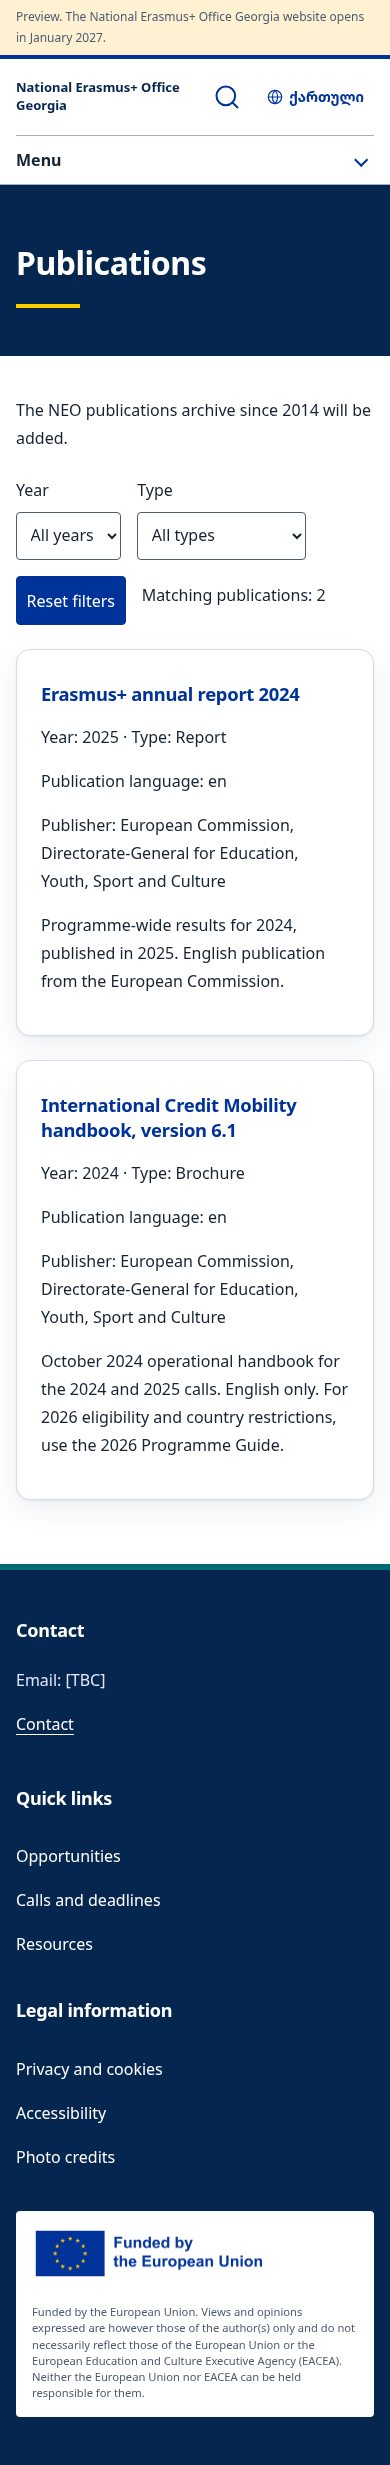 Preview. The National Erasmus+ Office Georgia website opens
in January 2027.
National Erasmus+ Office
Georgia
ქართული
Menu
Publications
The NEO publications archive since 2014 will be
added.
Year
Type
All years
All types
Reset filters
Matching publications: 2
Erasmus+ annual report 2024
Year: 2025 · Type: Report
Publication language: en
Publisher: European Commission,
Directorate-General for Education,
Youth, Sport and Culture
Programme-wide results for 2024,
published in 2025. English publication
from the European Commission.
International Credit Mobility
handbook, version 6.1
Year: 2024 · Type: Brochure
Publication language: en
Publisher: European Commission,
Directorate-General for Education,
Youth, Sport and Culture
October 2024 operational handbook for
the 2024 and 2025 calls. English only. For
2026 eligibility and country restrictions,
use the 2026 Programme Guide.
Contact
Email: [TBC]
Contact
Quick links
Opportunities
Calls and deadlines
Resources
Legal information
Privacy and cookies
Accessibility
Photo credits
Funded by
the European Union
Funded by the European Union. Views and opinions
expressed are however those of the author(s) only and do not
necessarily reflect those of the European Union or the
European Education and Culture Executive Agency (EACEA).
Neither the European Union nor EACEA can be held
responsible for them.